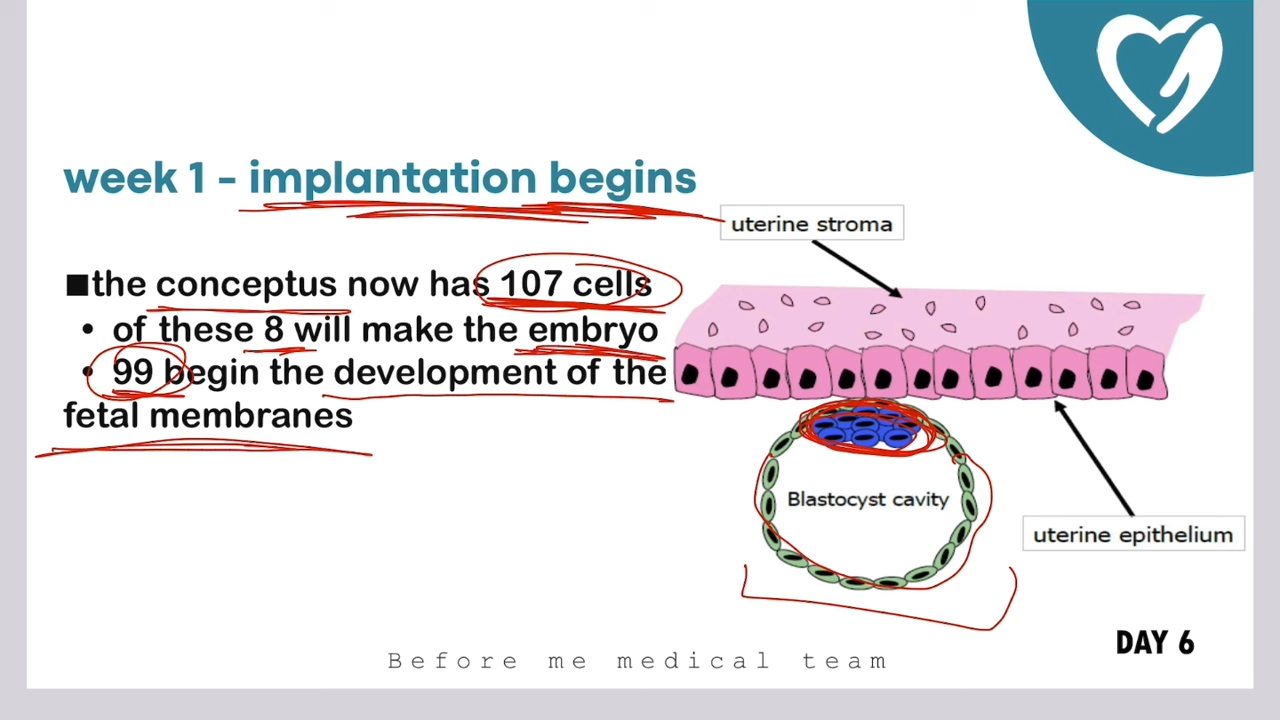 week 1 - implantation begins
uterine stroma
■the conceptus now has 107 cells
• of these 8 will make the embryo
• 99 begin the development of the
fetal membranes
Blastocyst cavity
uterine epithelium
DAY 6
Before me medical team